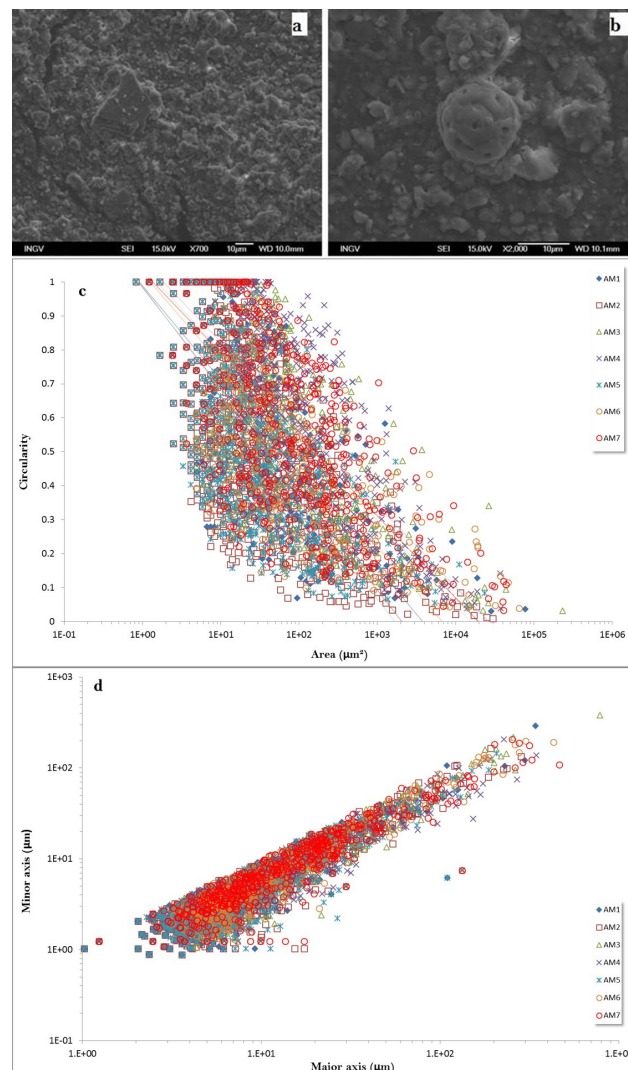 a
INGV SEI 15.0kV X700 10µm WD 10.0mm
b
INGV SEI 15.0kV X2,000 10µm WD 10.1mm
c
1
0.9
0.8
0.7
0.6
0.5
0.4
0.3
0.2
0.1
0
Circularity
1E-01 1E+00 1E+01 1E+02 1E+03 1E+04 1E+05 1E+06
Area (µm²)
AM1
AM2
AM3
AM4
AM5
AM6
AM7
d
1E+03
1E+02
1E+01
1E+00
1E-01
Minor axis (µm)
1.E+00 1.E+01 1.E+02 1.E+0
Major axis (µm)
AM1
AM2
AM3
AM4
AM5
AM6
AM7